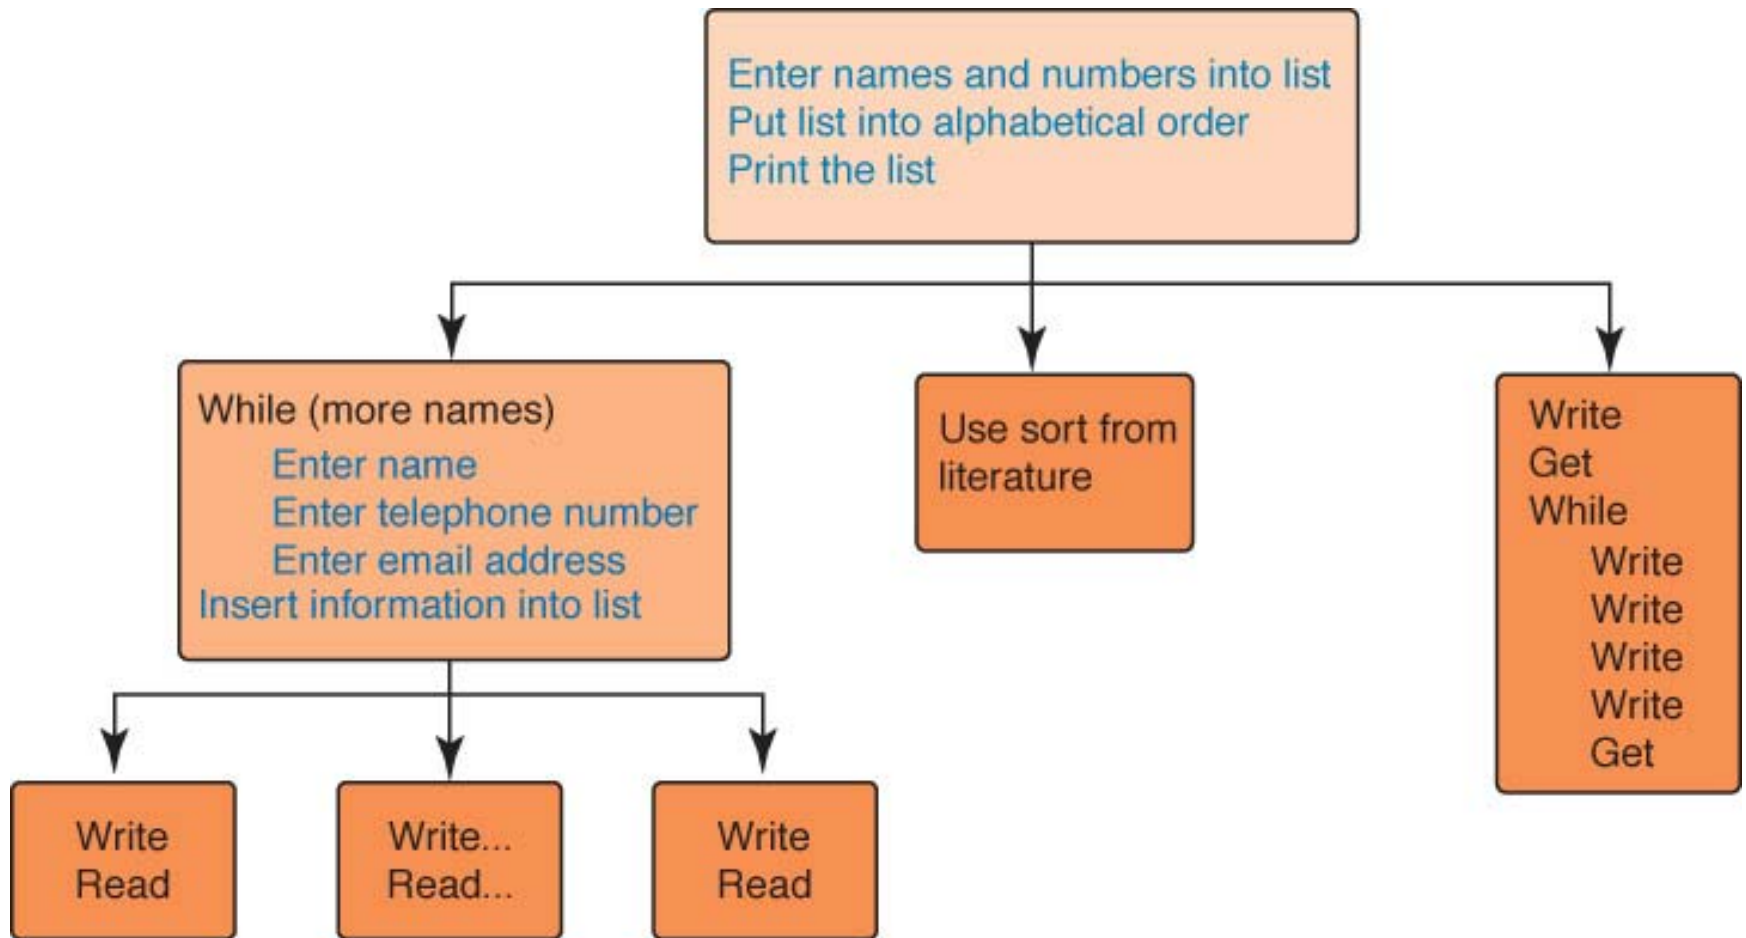 Enter names and numbers into list
Put list into alphabetical order
Print the list
While (more names)
Enter name
Enter telephone number
Enter email address
Insert information into list
Use sort from
literature
Write
Get
While
Write
Write
Write
Write
Get
Write
Read
Write...
Read...
Write
Read